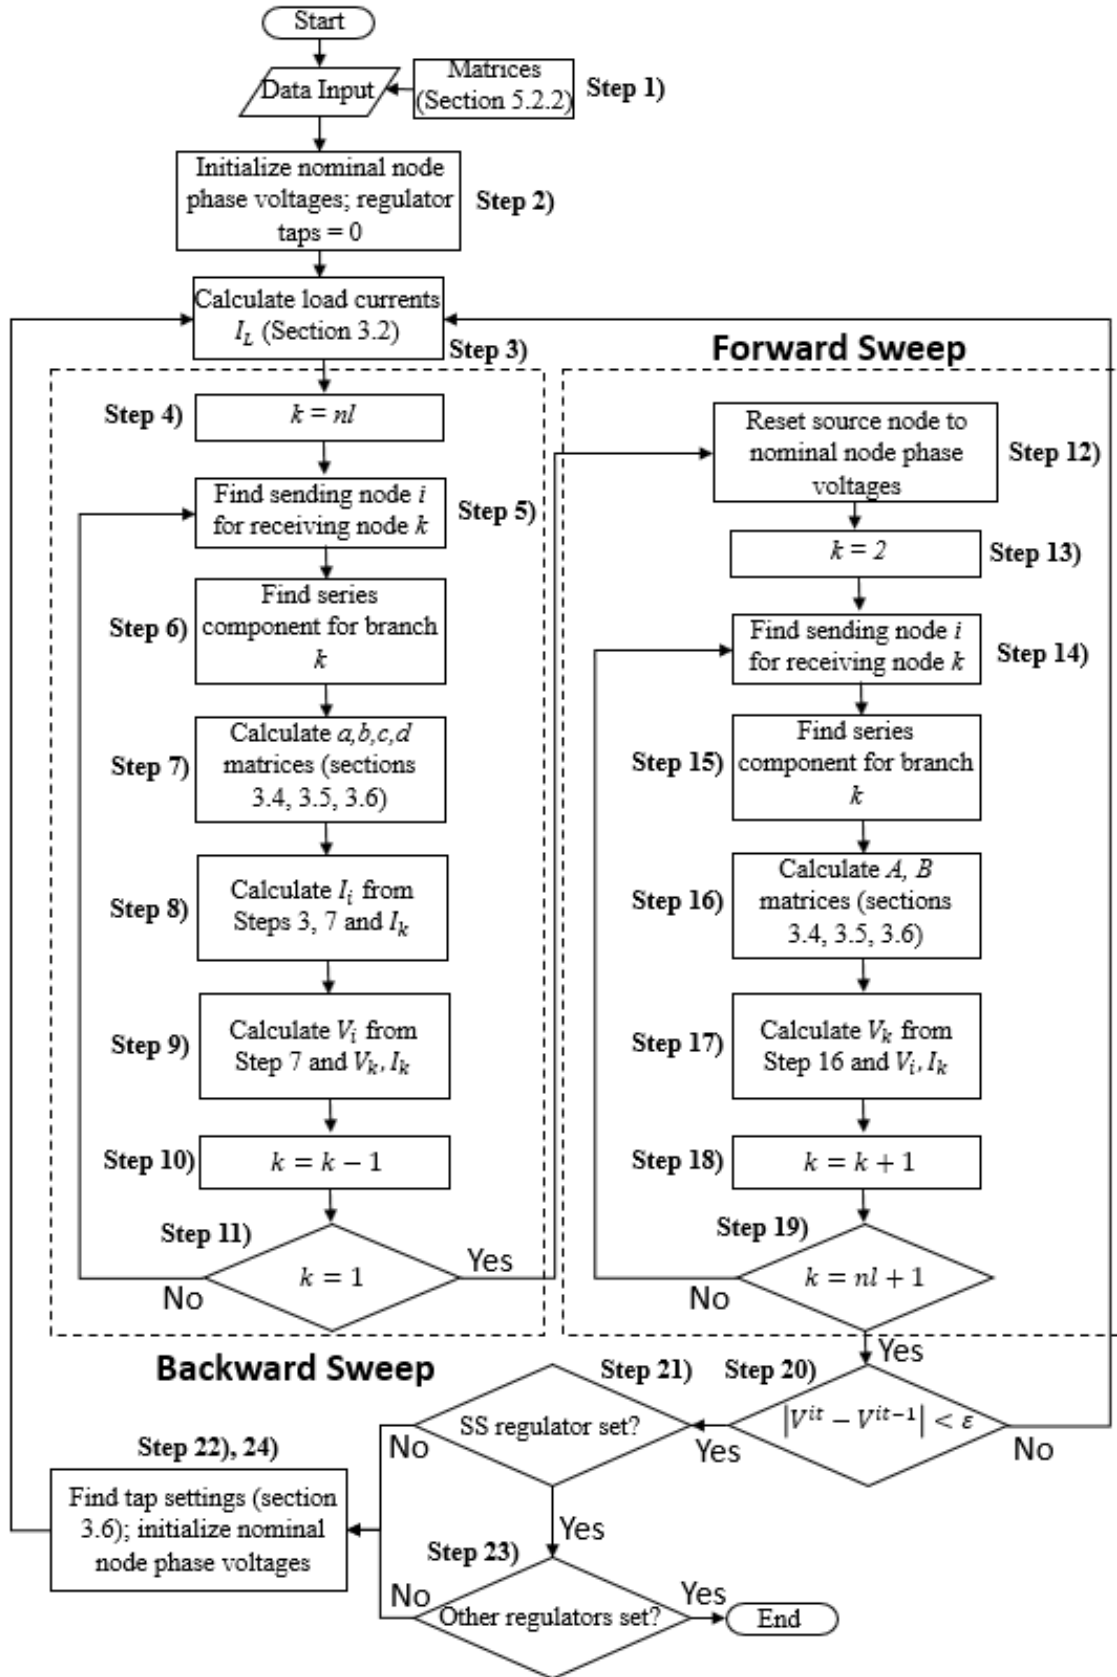 Start
Data Input
Matrices
(Section 5.2.2)
Step 1)
Initialize nominal node
phase voltages; regulator
taps = 0
Step 2)
Calculate load currents
I_L (Section 3.2)
Step 3)
Step 4)
k = nl
Find sending node i
for receiving node k
Step 5)
Step 6)
Find series
component for branch
k
Step 7)
Calculate a,b,c,d
matrices (sections
3.4, 3.5, 3.6)
Step 8)
Calculate I_i from
Steps 3, 7 and I_k
Step 9)
Calculate V_i from
Step 7 and V_k, I_k
Step 10)
k = k − 1
Step 11)
k = 1
No
Yes
Backward Sweep
Forward Sweep
Reset source node to
nominal node phase
voltages
Step 12)
k = 2
Step 13)
Find sending node i
for receiving node k
Step 14)
Step 15)
Find series
component for branch
k
Step 16)
Calculate A, B
matrices (sections
3.4, 3.5, 3.6)
Step 17)
Calculate V_k from
Step 16 and V_i, I_k
Step 18)
k = k + 1
Step 19)
k = nl + 1
No
Yes
Step 20)
|V^{it} − V^{it−1}| < ε
No
Yes
Step 21)
SS regulator set?
No
Yes
Step 22), 24)
Find tap settings (section
3.6); initialize nominal
node phase voltages
Step 23)
Other regulators set?
No
Yes
End